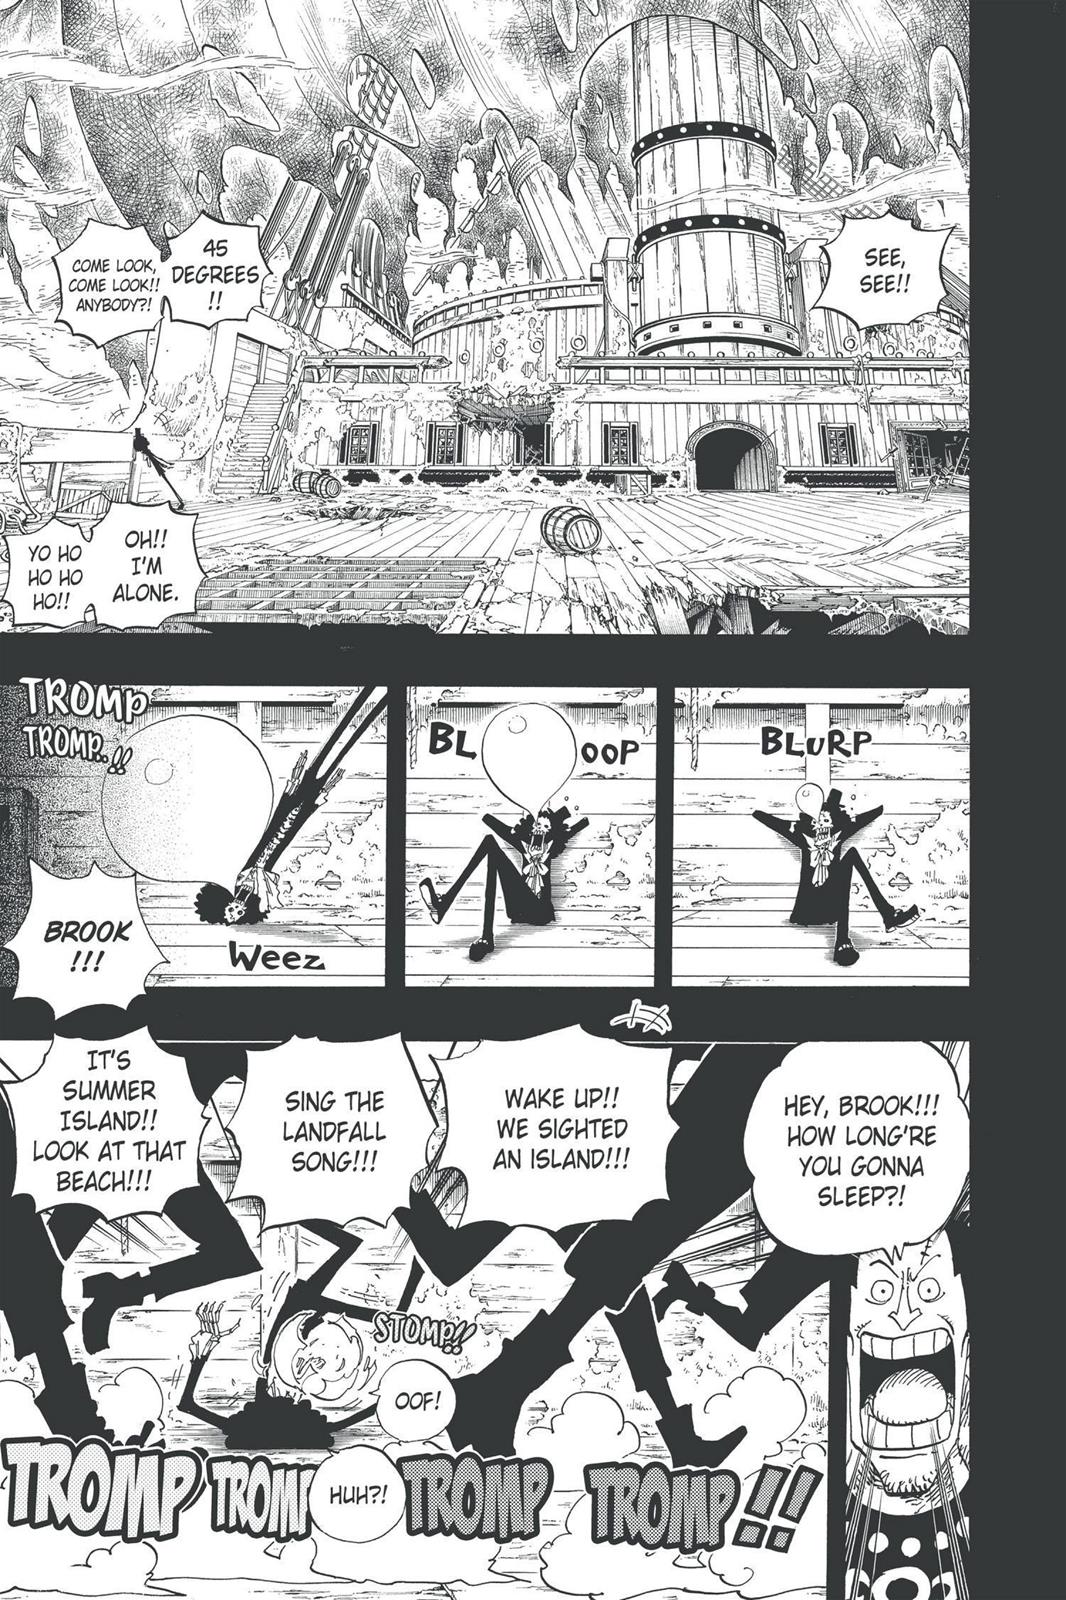 SEE,
SEE!!
45
DEGREES
!!
COME LOOK,
COME LOOK!!
ANYBODY?!
OH!!
I'M
ALONE.
YO HO
HO HO
HO!!
BLURP
BL OOP
WEEZ
TROMP
TROMP..!!
BROOK
!!!
HEY, BROOK!!!
HOW LONG'RE
YOU GONNA
SLEEP?!
WAKE UP!!
WE SIGHTED
AN ISLAND!!!
SING THE
LANDFALL
SONG!!!
IT'S
SUMMER
ISLAND!!
LOOK AT THAT
BEACH!!!
STOMP!!
OOF!
HUH?!
TROMP TROMP TROMP TROMP!!